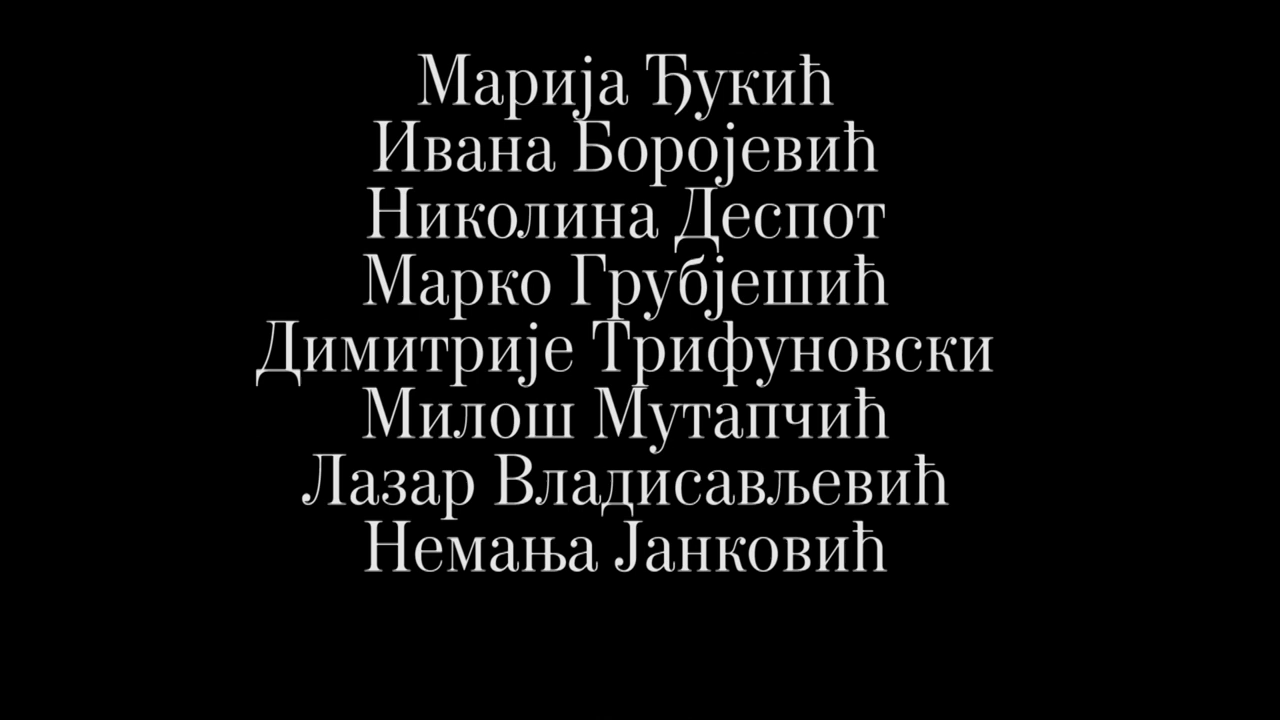 Марија Ђукић
Ивана Боројевић
Николина Деспот
Марко Грубјешић
Димитрије Трифуновски
Милош Мутапчић
Лазар Владисављевић
Немања Јанковић